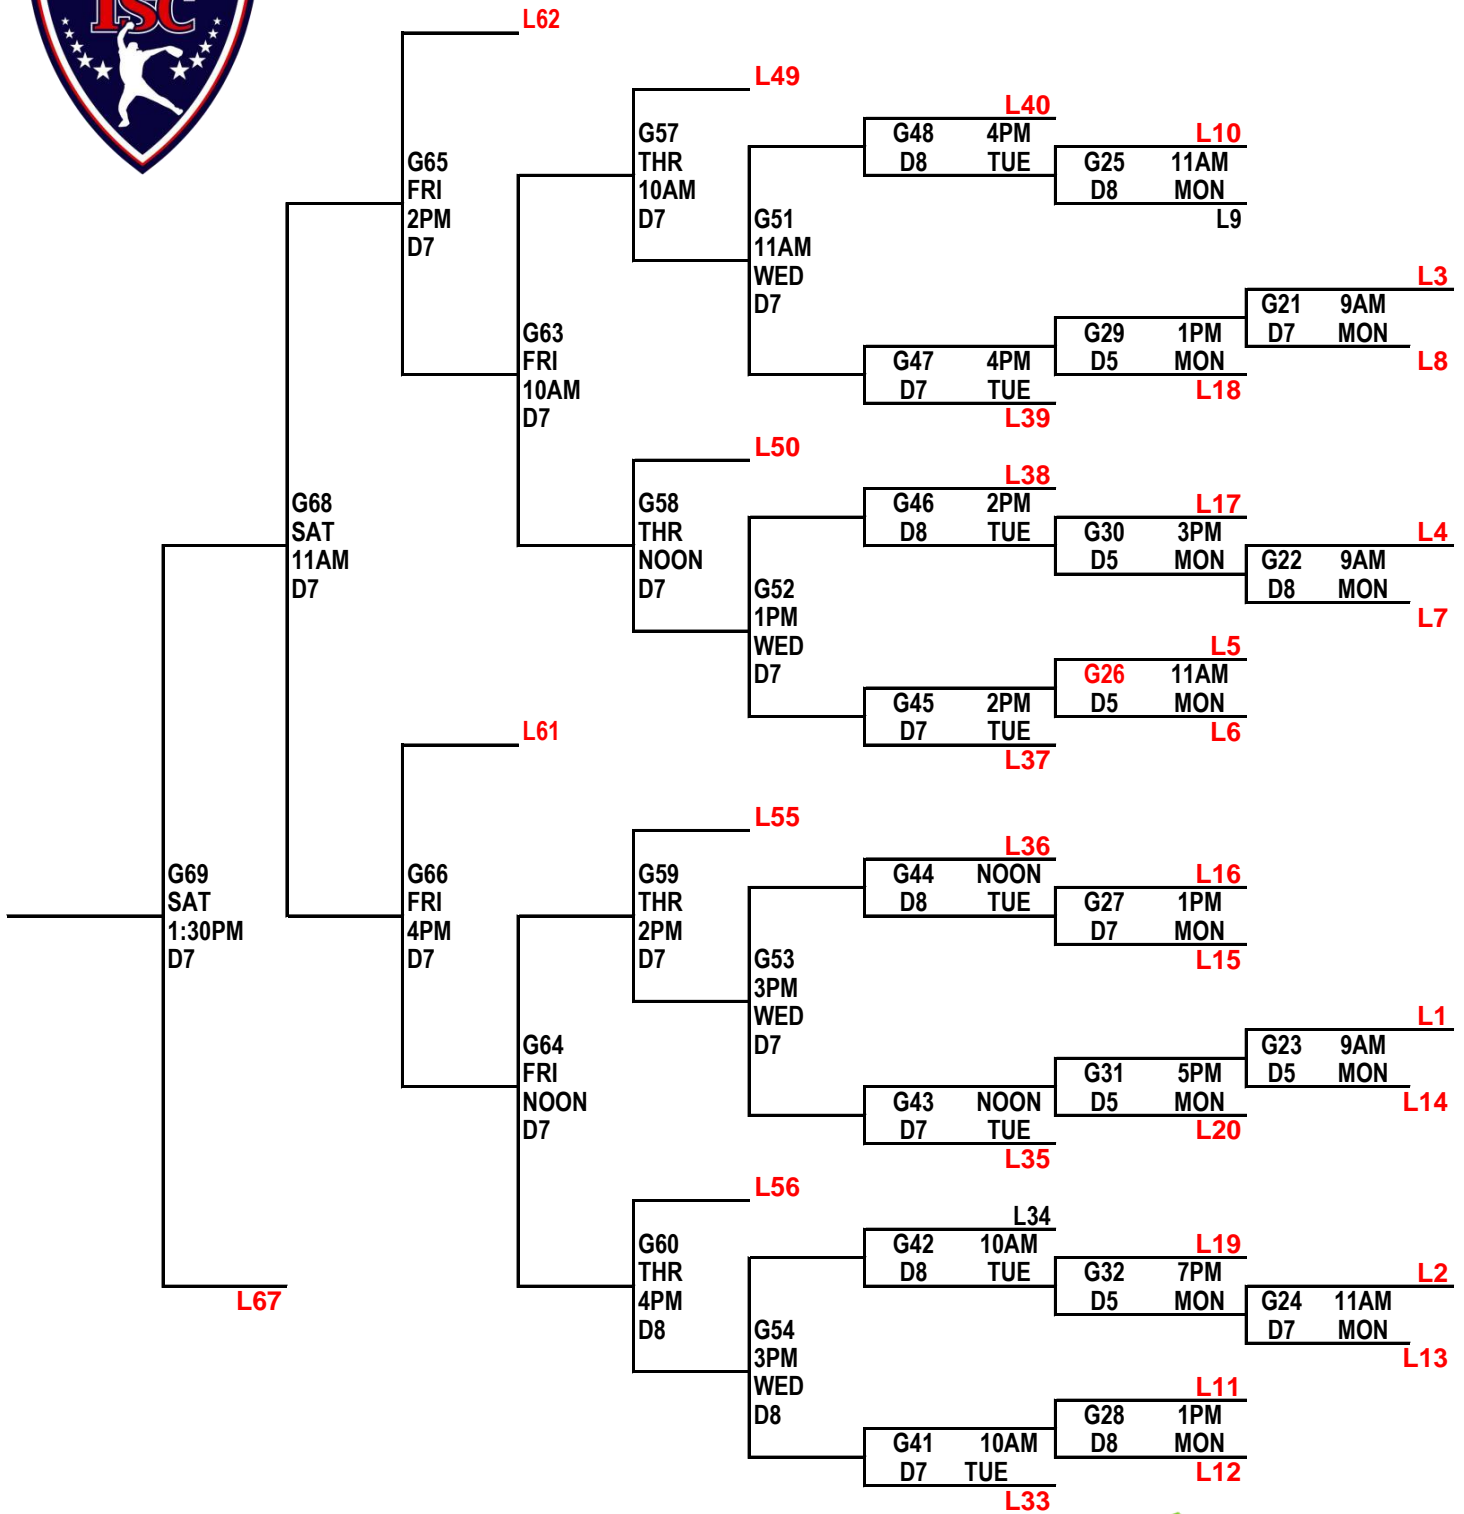 ISC
L62
L49
L40
G57
G48 4PM
L10
THR
D8 TUE
G25 11AM
G65
10AM
D8 MON
FRI
D7
L9
2PM
G51
D7
11AM
WED
L3
D7
G21 9AM
G63
G29 1PM
D7 MON
FRI
G47 4PM
D5 MON
L8
10AM
D7 TUE
L18
D7
L39
L50
L38
G68
G58
G46 2PM
L17
SAT
THR
D8 TUE
G30 3PM
L4
11AM
NOON
D5 MON
G22 9AM
D7
D7
G52
D8 MON
1PM
L7
WED
L5
D7
G26 11AM
G45 2PM
D5 MON
L61
D7 TUE
L6
L37
L55
L36
G69
G66
G59
G44 NOON
L16
SAT
FRI
THR
D8 TUE
G27 1PM
1:30PM
4PM
2PM
D7 MON
D7
D7
D7
G53
L15
3PM
WED
L1
G64
D7
G23 9AM
FRI
G31 5PM
D5 MON
NOON
G43 NOON
D5 MON
L14
D7
D7 TUE
L20
L35
L56
L34
G60
G42 10AM
L19
THR
D8 TUE
G32 7PM
L2
L67
4PM
D5 MON
G24 11AM
D8
G54
D7 MON
3PM
L13
WED
L11
D8
G28 1PM
G41 10AM
D8 MON
D7 TUE
L12
L33